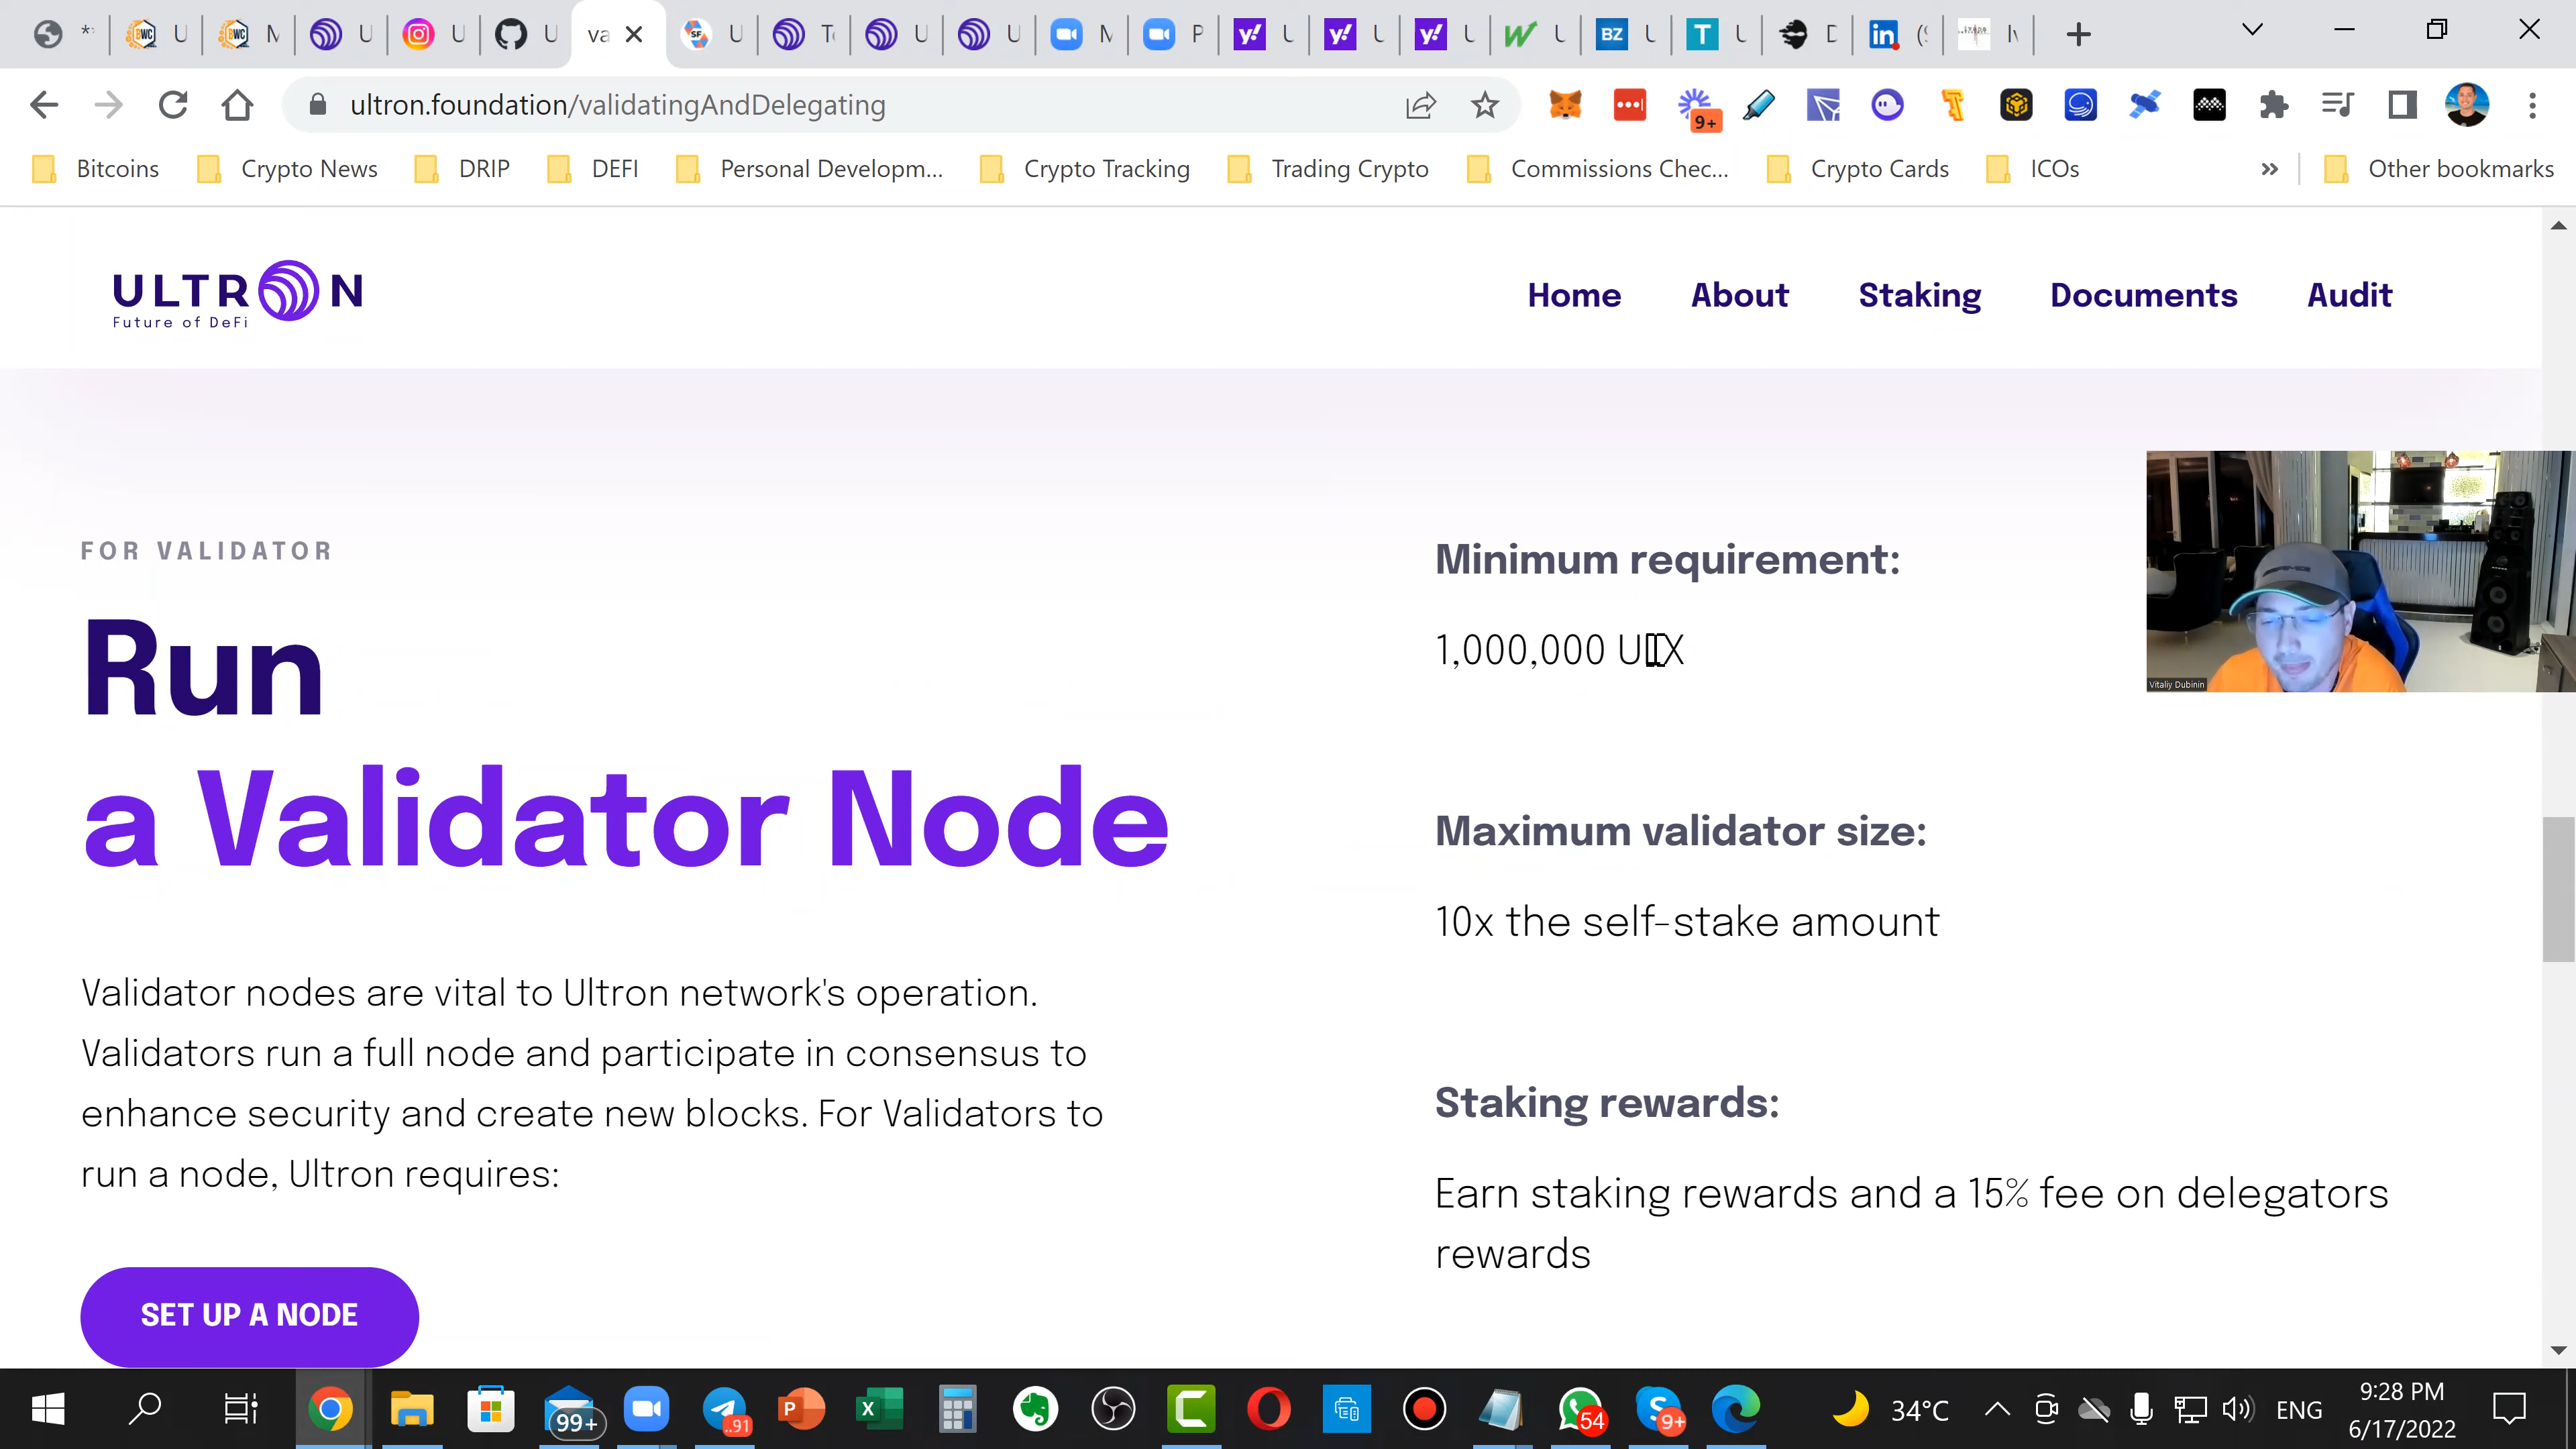 ultron.foundation/validatingAndDelegating
9+
Bitcoins
Crypto News
DRIP
DEFI
Personal Developm...
Crypto Tracking
Trading Crypto
Commissions Chec...
Crypto Cards
ICOs
»
Other bookmarks
ULTRON
Future of DeFi
Home
About
Staking
Documents
Audit
FOR VALIDATOR
Run
a Validator Node
Validator nodes are vital to Ultron network's operation.
Validators run a full node and participate in consensus to
enhance security and create new blocks. For Validators to
run a node, Ultron requires:
SET UP A NODE
Minimum requirement:
1,000,000
Maximum validator size:
10x the self-stake amount
Staking rewards:
Earn staking rewards and a 15% fee on delegators
rewards
Vitaliy Dubinin
99+
..91
54
9+
34°C
ENG
9:28 PM
6/17/2022